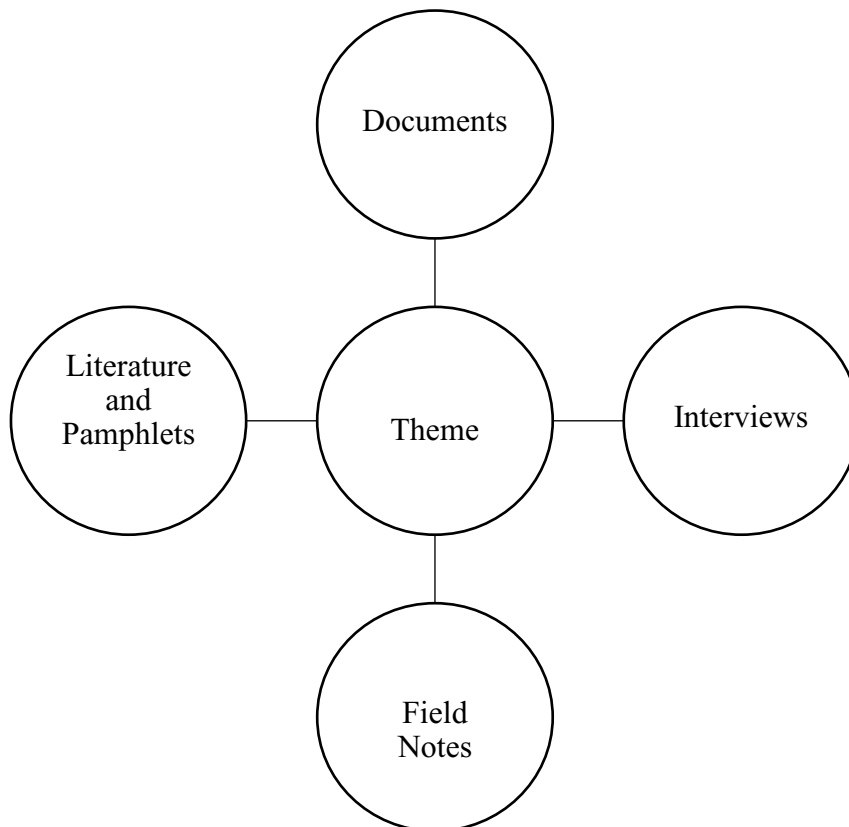 Documents
Literature
and
Pamphlets
Theme
Interviews
Field
Notes